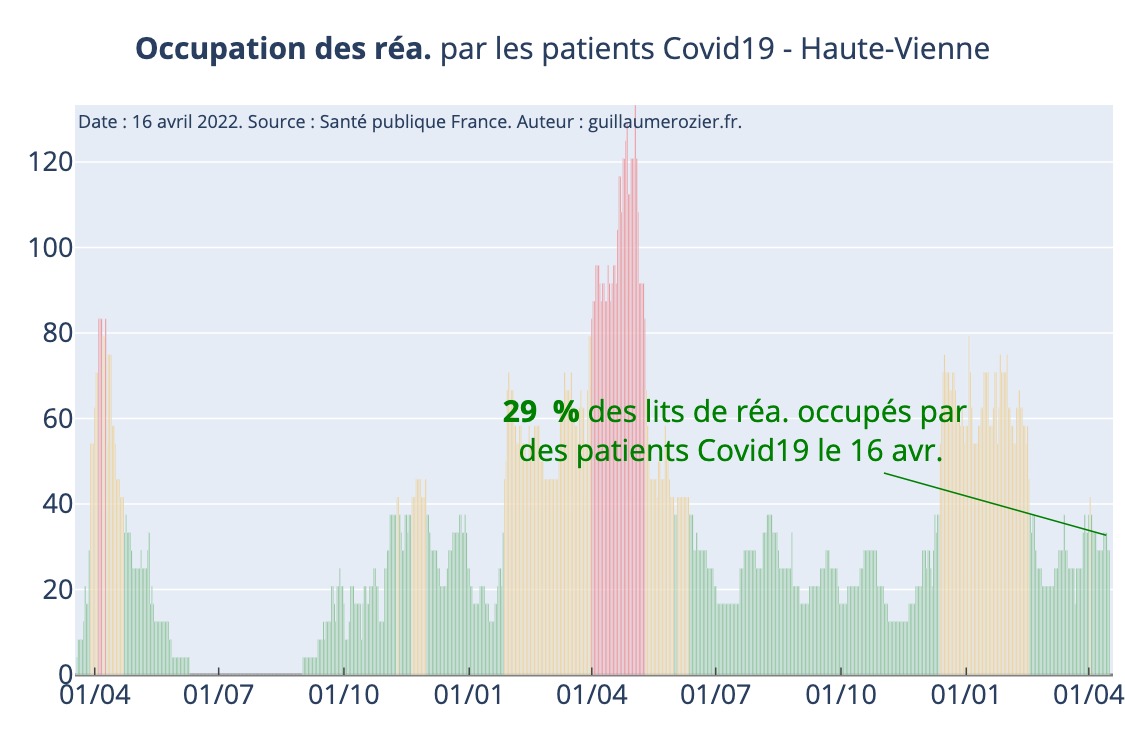 Occupation des réa. par les patients Covid19 - Haute-Vienne
Date : 16 avril 2022. Source : Santé publique France. Auteur : guillaumerozier.fr.
120
100
80
60
40
20
0
29 % des lits de réa. occupés par
des patients Covid19 le 16 avr.
01/04 01/07 01/10 01/01 01/04 01/07 01/10 01/01 01/04